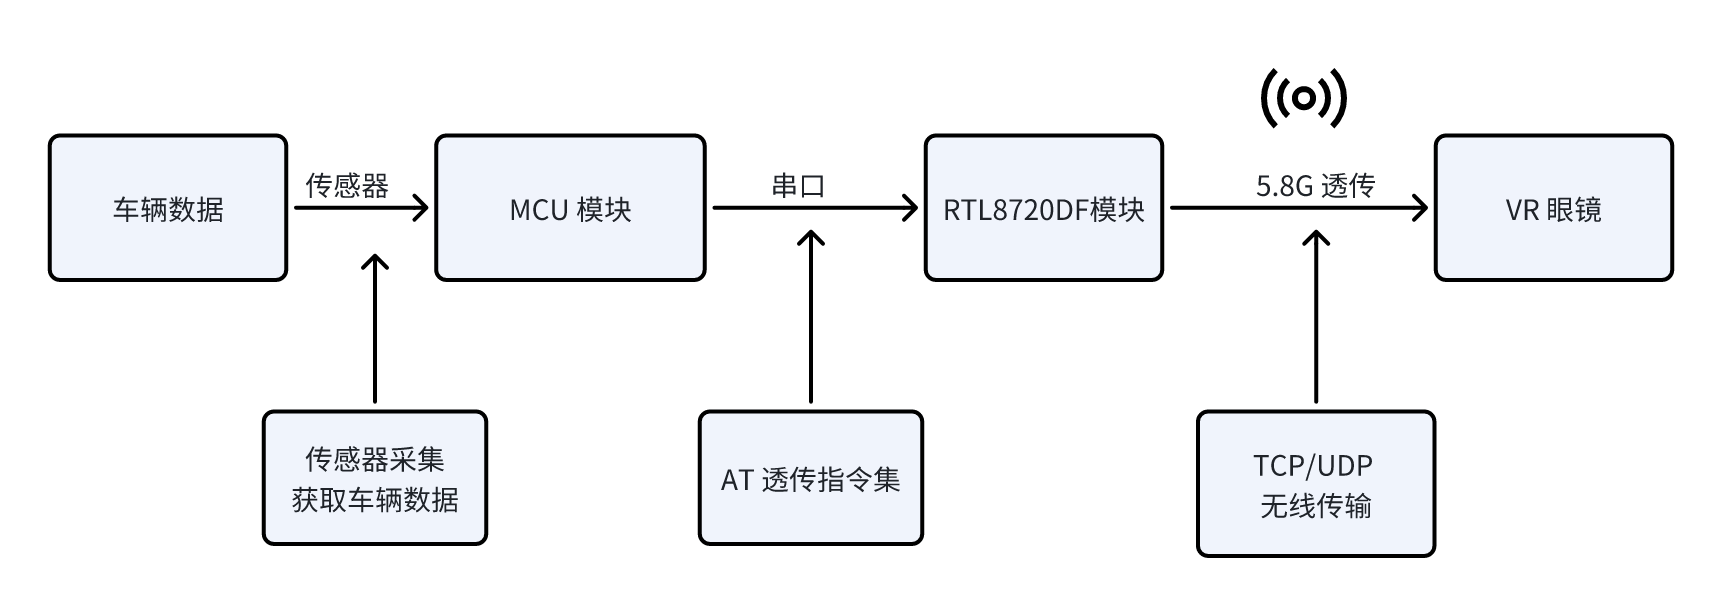 车辆数据
传感器
MCU 模块
串口
RTL8720DF模块
5.8G 透传
VR 眼镜
传感器采集
获取车辆数据
AT 透传指令集
TCP/UDP
无线传输